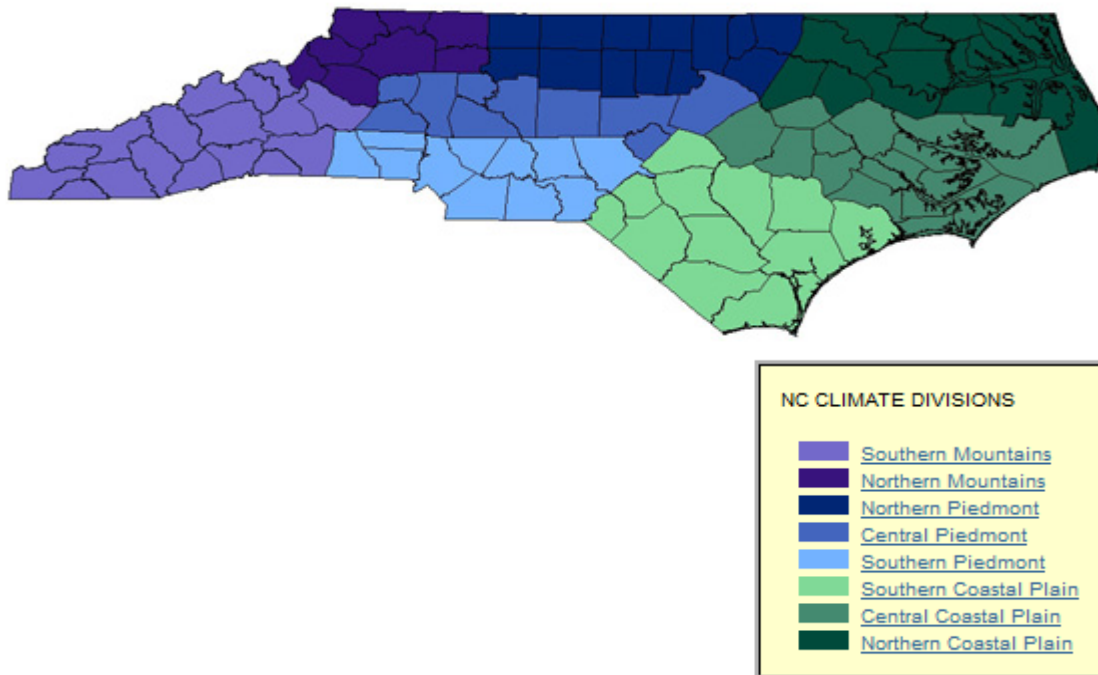 NC CLIMATE DIVISIONS
Southern Mountains
Northern Mountains
Northern Piedmont
Central Piedmont
Southern Piedmont
Southern Coastal Plain
Central Coastal Plain
Northern Coastal Plain